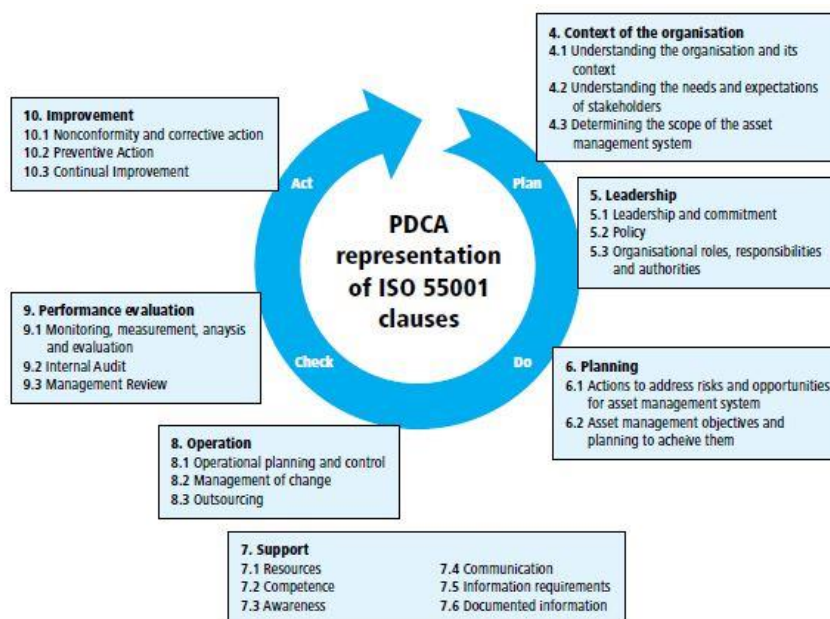 4. Context of the organisation
4.1 Understanding the organisation and its
context
4.2 Understanding the needs and expectations
of stakeholders
4.3 Determining the scope of the asset
management system
10. Improvement
10.1 Nonconformity and corrective action
10.2 Preventive Action
10.3 Continual Improvement
Act
Plan
PDCA
representation
of ISO 55001
clauses
5. Leadership
5.1 Leadership and commitment
5.2 Policy
5.3 Organisational roles, responsibilities
and authorities
9. Performance evaluation
9.1 Monitoring, measurement, anaysis
and evaluation
9.2 Internal Audit
9.3 Management Review
Check
Do
6. Planning
6.1 Actions to address risks and opportunities
for asset management system
6.2 Asset management objectives and
planning to acheive them
8. Operation
8.1 Operational planning and control
8.2 Management of change
8.3 Outsourcing
7. Support
7.1 Resources
7.2 Competence
7.3 Awareness
7.4 Communication
7.5 Information requirements
7.6 Documented information